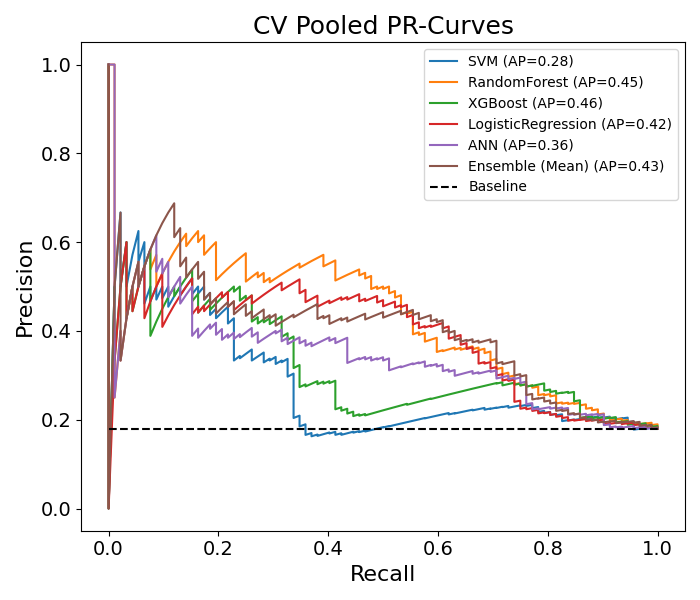 CV Pooled PR-Curves
SVM (AP=0.28)
RandomForest (AP=0.45)
XGBoost (AP=0.46)
LogisticRegression (AP=0.42)
ANN (AP=0.36)
Ensemble (Mean) (AP=0.43)
Baseline
Precision
1.0
0.8
0.6
0.4
0.2
0.0
0.0 0.2 0.4 0.6 0.8 1.0
Recall